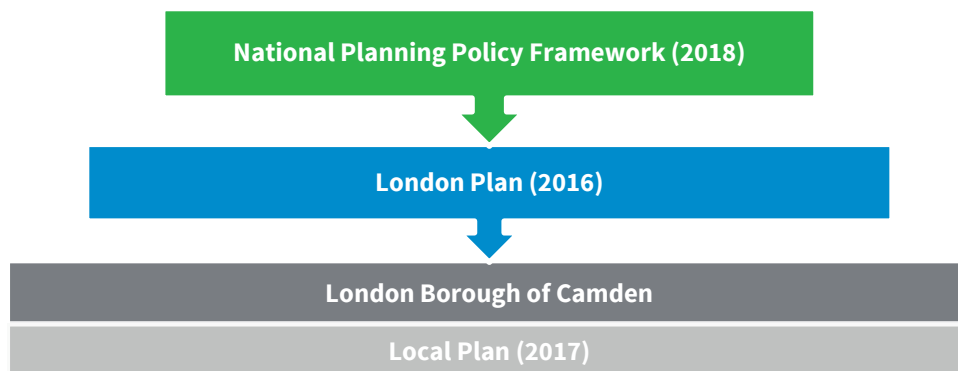 National Planning Policy Framework (2018)
London Plan (2016)
London Borough of Camden
Local Plan (2017)